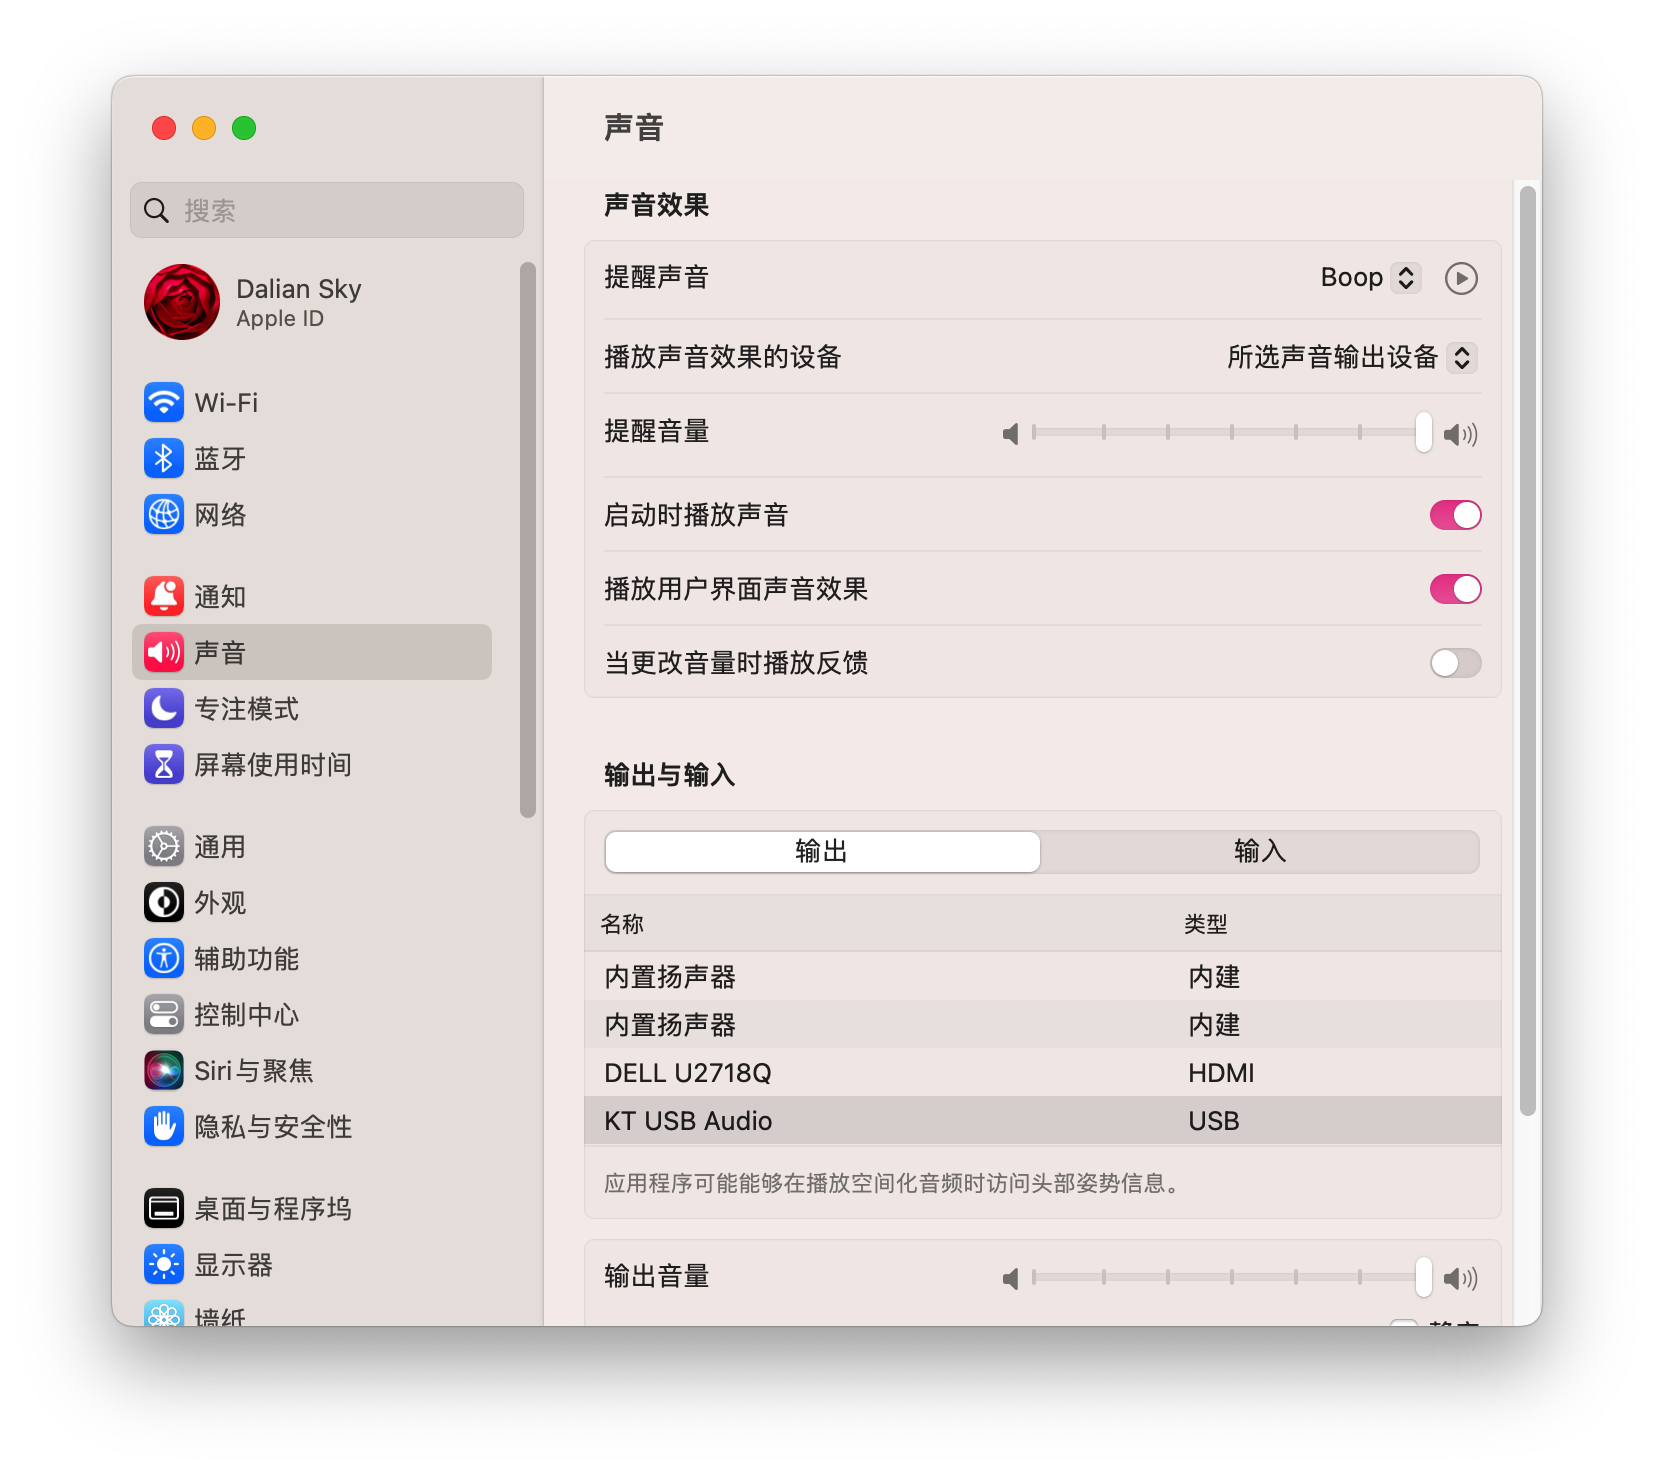 搜索
Dalian Sky
Apple ID
Wi-Fi
蓝牙
网络
通知
声音
专注模式
屏幕使用时间
通用
外观
辅助功能
控制中心
Siri与聚焦
隐私与安全性
桌面与程序坞
显示器
墙纸
声音
声音效果
提醒声音 Boop
播放声音效果的设备 所选声音输出设备
提醒音量
启动时播放声音
播放用户界面声音效果
当更改音量时播放反馈
输出与输入
输出 输入
名称 类型
内置扬声器 内建
内置扬声器 内建
DELL U2718Q HDMI
KT USB Audio USB
应用程序可能能够在播放空间化音频时访问头部姿势信息。
输出音量